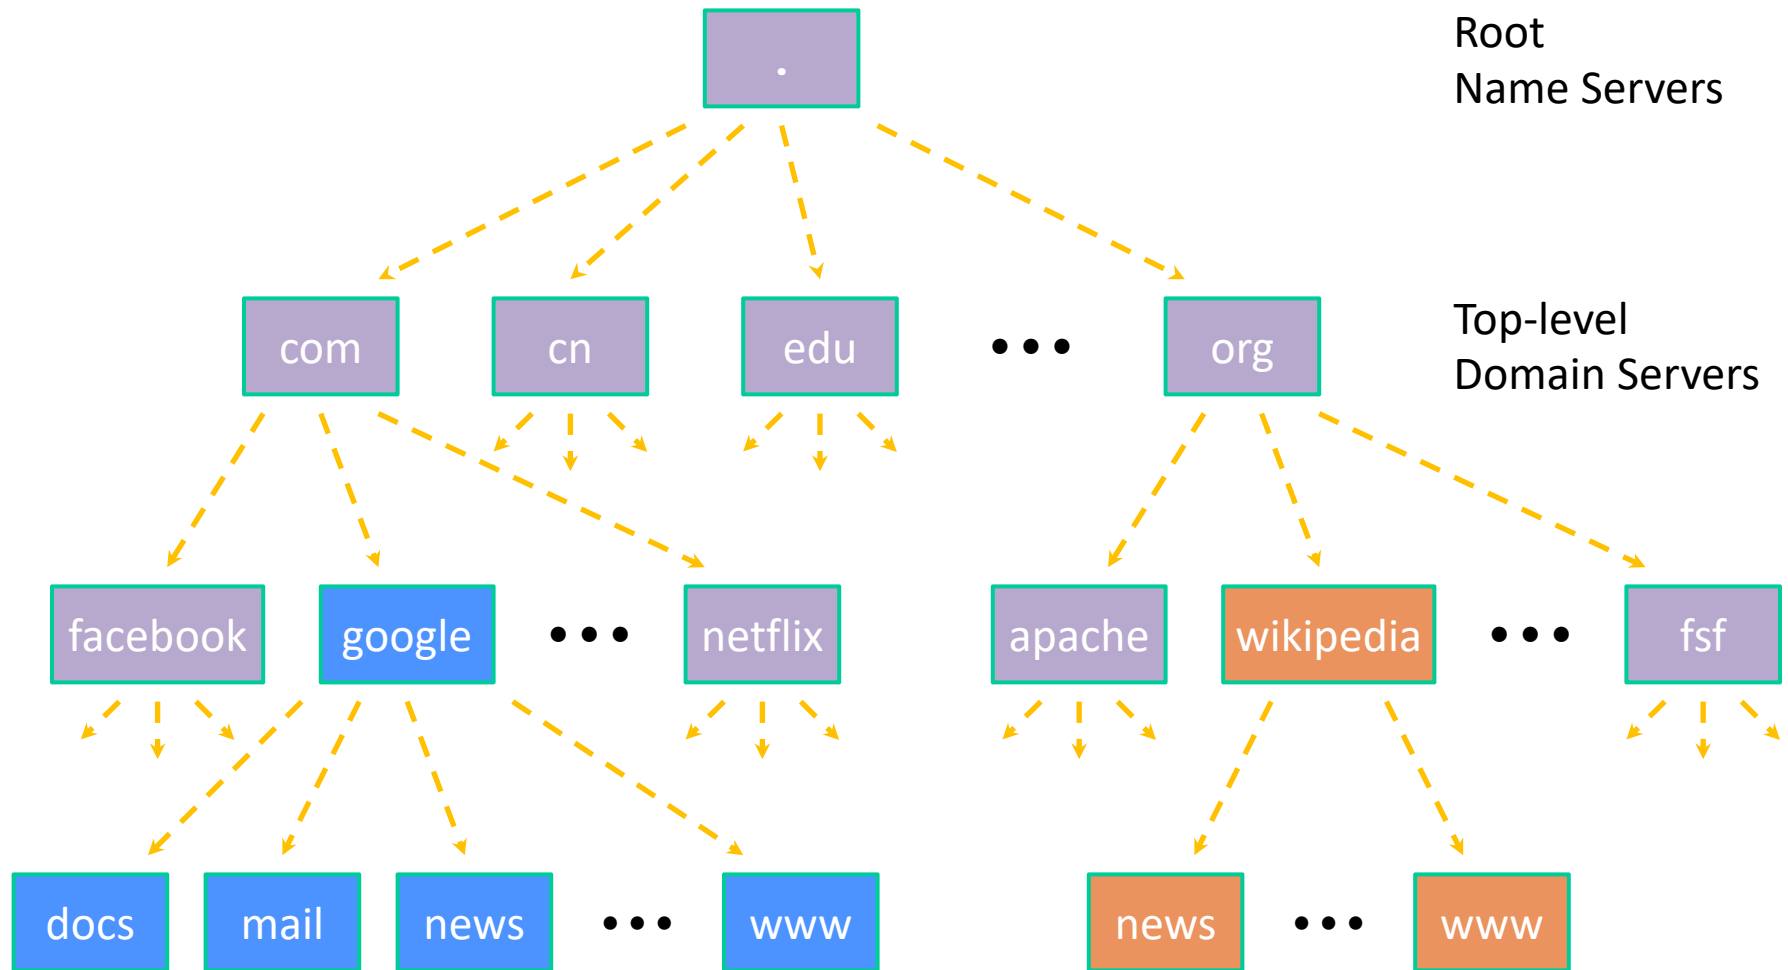 .
Root
Name Servers
com
cn
edu
•••
org
Top-level
Domain Servers
facebook
google
•••
netflix
apache
wikipedia
•••
fsf
docs
mail
news
•••
www
news
•••
www